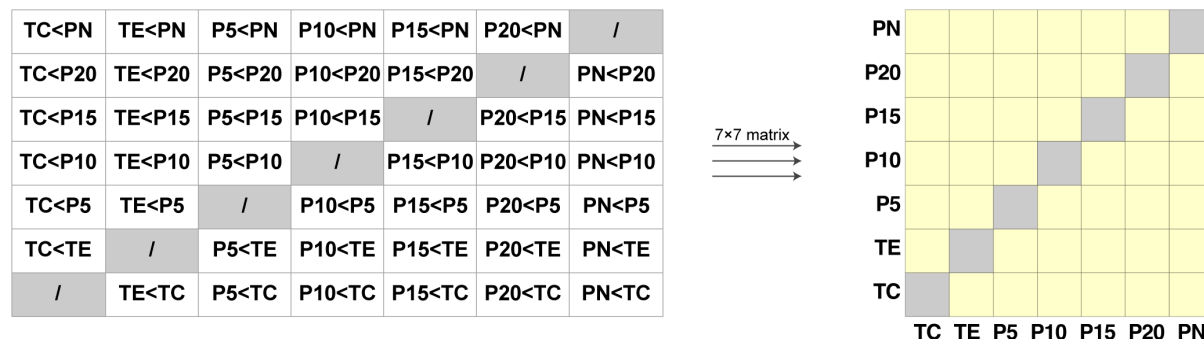 TC<PN TE<PN P5<PN P10<PN P15<PN P20<PN /
TC<P20 TE<P20 P5<P20 P10<P20 P15<P20 / PN<P20
TC<P15 TE<P15 P5<P15 P10<P15 / P20<P15 PN<P15
TC<P10 TE<P10 P5<P10 / P15<P10 P20<P10 PN<P10
TC<P5 TE<P5 / P10<P5 P15<P5 P20<P5 PN<P5
TC<TE / P5<TE P10<TE P15<TE P20<TE PN<TE
/ TE<TC P5<TC P10<TC P15<TC P20<TC PN<TC
7×7 matrix
PN
P20
P15
P10
P5
TE
TC
TC TE P5 P10 P15 P20 PN